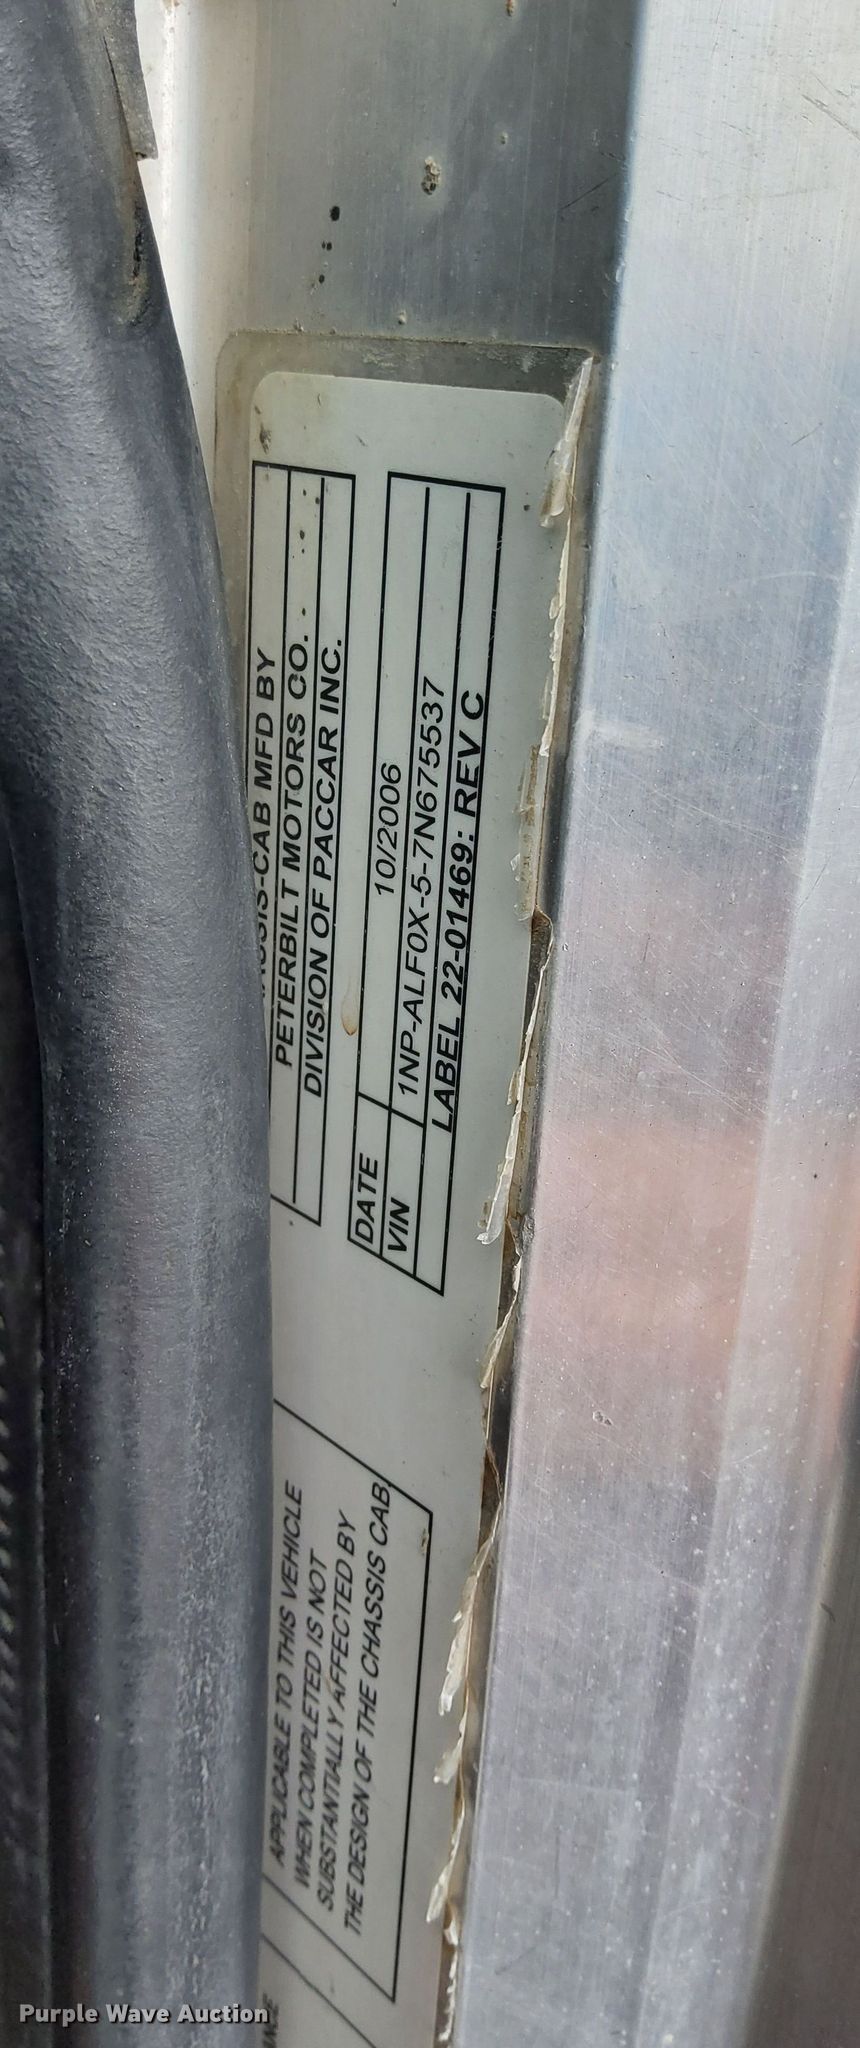 CHASSIS-CAB MFD BY
PETERBILT MOTORS CO.
DIVISION OF PACCAR INC.
DATE 10/2006
VIN 1NP-ALF0X-5-7N675537
LABEL 22-01469: REV C
APPLICABLE TO THIS VEHICLE
WHEN COMPLETED IS NOT
SUBSTANTIALLY AFFECTED BY
THE DESIGN OF THE CHASSIS CAB
Purple Wave Auction